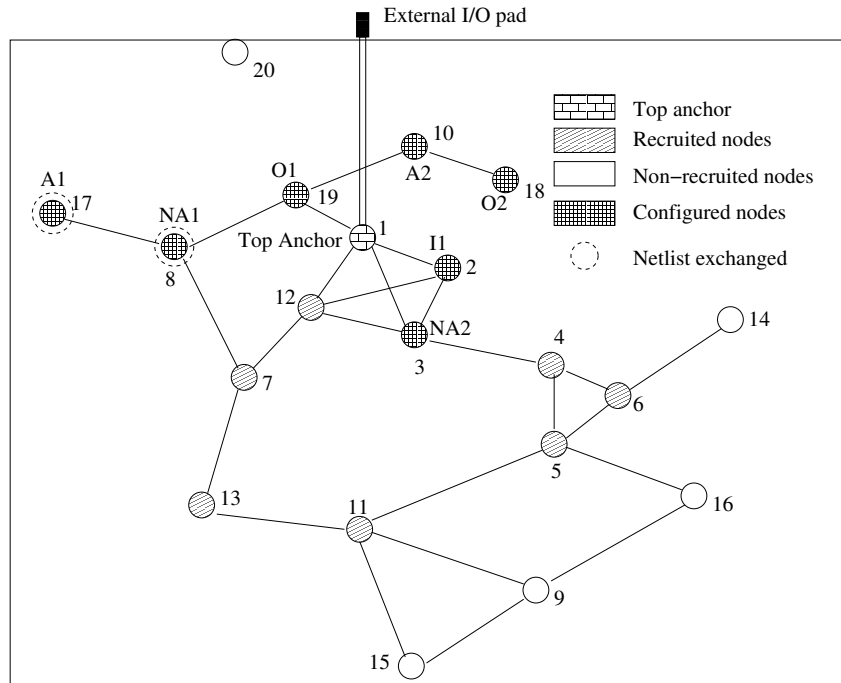 External I/O pad
20
10
Top anchor
Recruited nodes
A1
O1
A2
Non−recruited nodes
17
NA1
19
O2
18
Configured nodes
Top Anchor
1
I1
8
2
Netlist exchanged
12
NA2
14
3
4
7
6
13
11
5
16
9
15